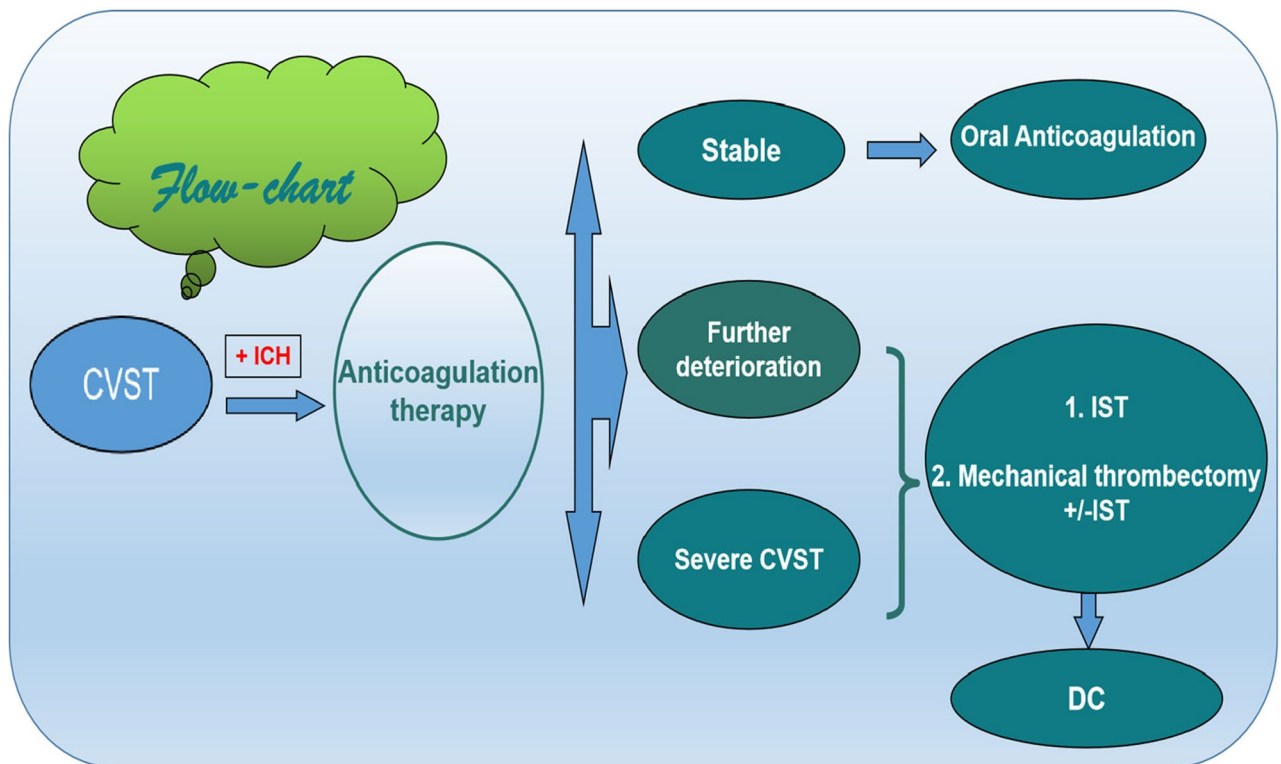 Flow-chart
CVST
+ ICH
Anticoagulation
therapy
Stable
Oral Anticoagulation
Further
deterioration
Severe CVST
1. IST
2. Mechanical thrombectomy
+/-IST
DC